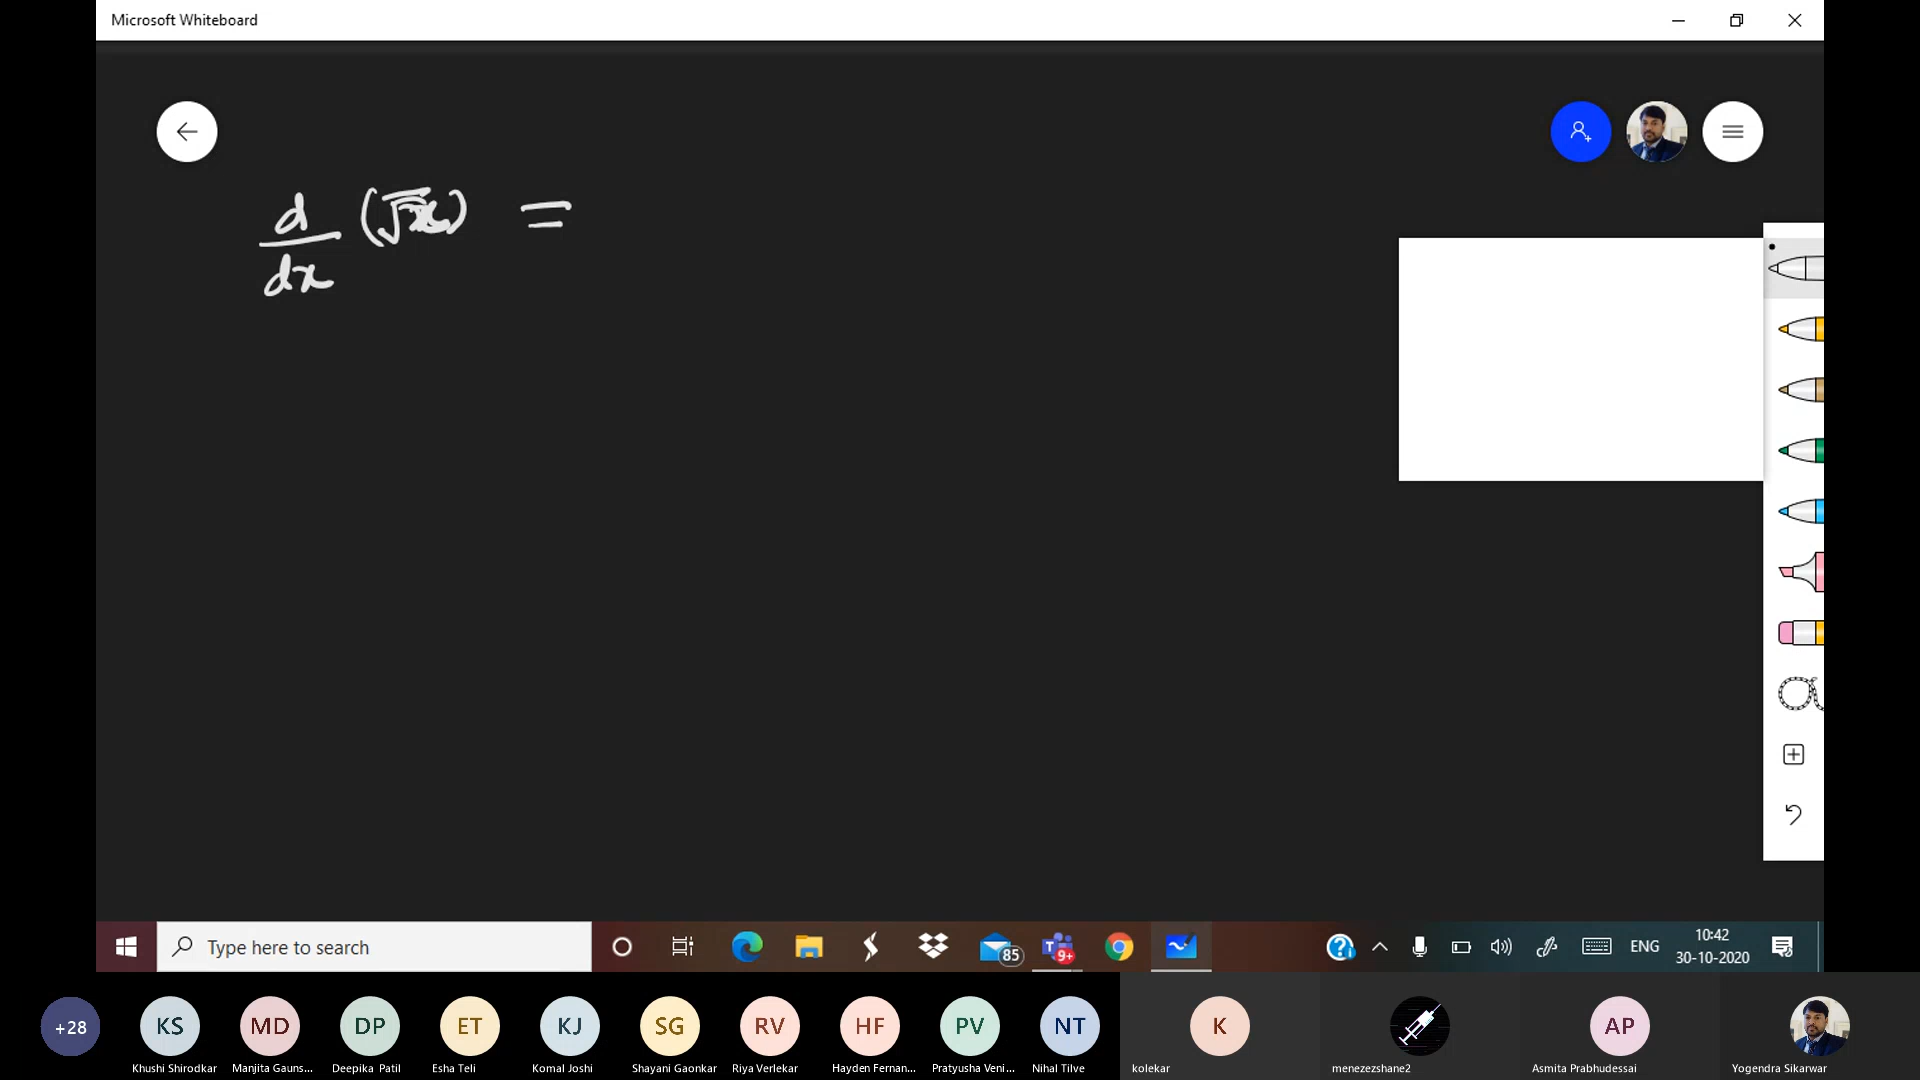 Microsoft Whiteboard
d/dx (√x) =
Type here to search
85
9+
ENG
10:42
30-10-2020
+28
KS
MD
DP
ET
KJ
SG
RV
HF
PV
NT
K
AP
Khushi Shirodkar
Manjita Gauns...
Deepika Patil
Esha Teli
Komal Joshi
Shayani Gaonkar
Riya Verlekar
Hayden Fernan...
Pratyusha Veni...
Nihal Tilve
kolekar
menezezshane2
Asmita Prabhudessai
Yogendra Sikarwar